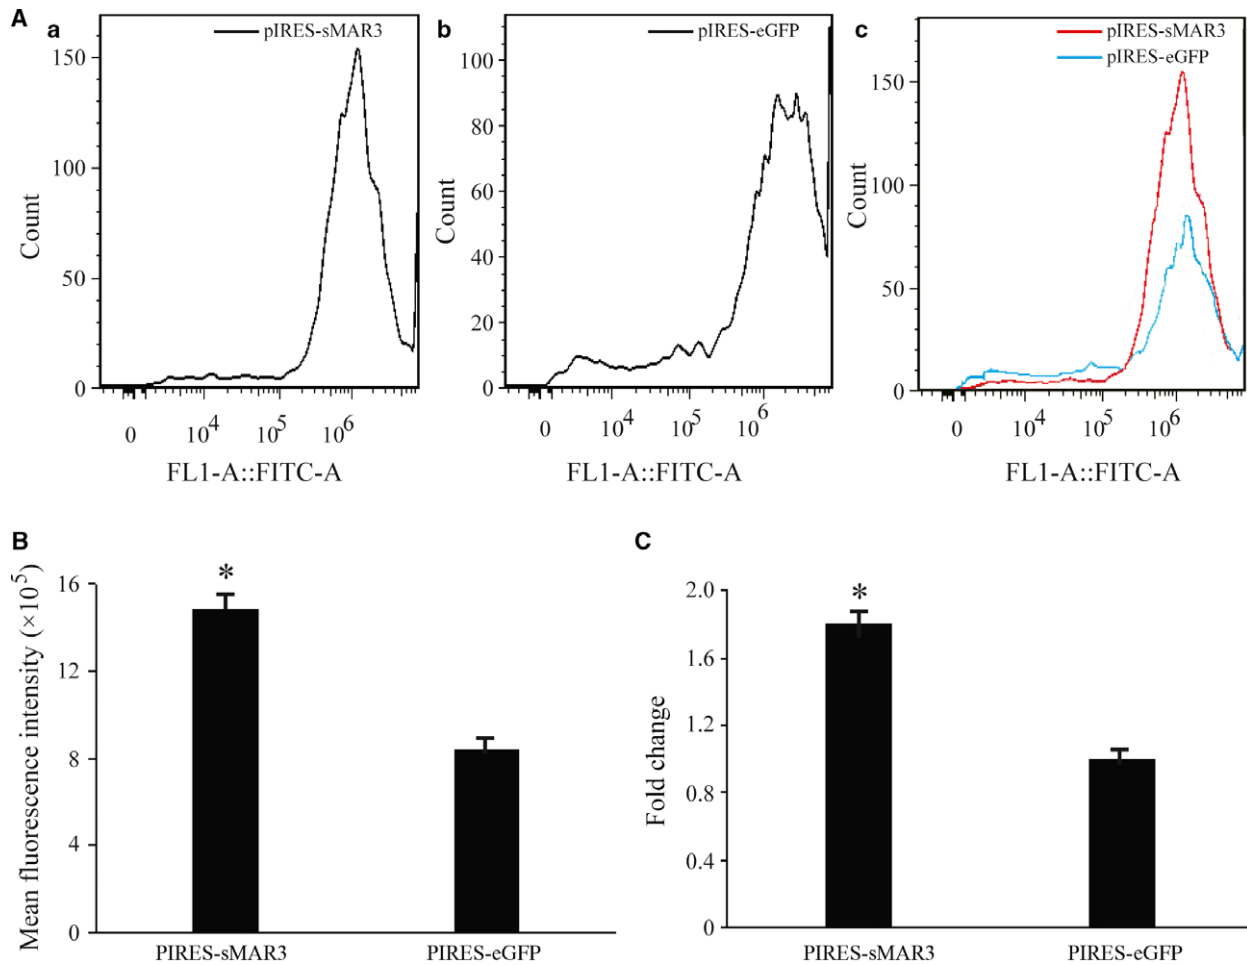 A
a
pIRES-sMAR3
Count
150
100
50
0
0 10^4 10^5 10^6
FL1-A::FITC-A
b
pIRES-eGFP
Count
100
80
60
40
20
0
0 10^4 10^5 10^6
FL1-A::FITC-A
c
pIRES-sMAR3
pIRES-eGFP
Count
150
100
50
0
0 10^4 10^5 10^6
FL1-A::FITC-A
B
Mean fluorescence intensity (×10^5)
16
12
8
4
0
*
PIRES-sMAR3 PIRES-eGFP
C
Fold change
2.0
1.6
1.2
0.8
0.4
0
*
PIRES-sMAR3 PIRES-eGFP